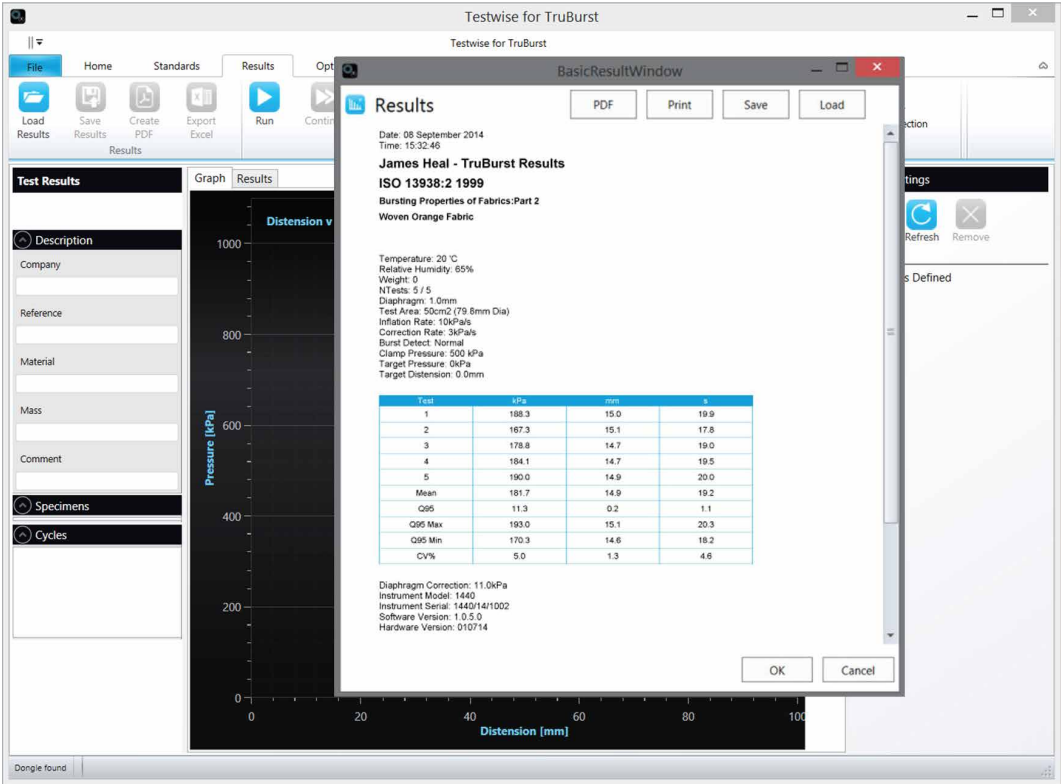 Testwise for TruBurst
Testwise for TruBurst
File Home Standards Results Opt
Load Results
Save Results
Create PDF
Export Excel
Run
Contin
Results
ection
Test Results
Description
Company
Reference
Material
Mass
Comment
Specimens
Cycles
Graph Results
Distension v
1000
800
600
400
200
0
Pressure [kPa]
0 20 40 60 80 100
Distension [mm]
BasicResultWindow
Results
PDF Print Save Load
Date: 08 September 2014
Time: 15:32:46
James Heal - TruBurst Results
ISO 13938:2 1999
Bursting Properties of Fabrics:Part 2
Woven Orange Fabric
Temperature: 20 °C
Relative Humidity: 65%
Weight: 0
NTests: 5 / 5
Diaphragm: 1.0mm
Test Area: 50cm2 (79.8mm Dia)
Inflation Rate: 10kPa/s
Correction Rate: 3kPa/s
Burst Detect: Normal
Clamp Pressure: 500 kPa
Target Pressure: 0kPa
Target Distension: 0.0mm
Test kPa mm s
1 188.3 15.0 19.9
2 167.3 15.1 17.8
3 178.8 14.7 19.0
4 184.1 14.7 19.5
5 190.0 14.9 20.0
Mean 181.7 14.9 19.2
Q95 11.3 0.2 1.1
Q95 Max 193.0 15.1 20.3
Q95 Min 170.3 14.6 18.2
CV% 5.0 1.3 4.6
Diaphragm Correction: 11.0kPa
Instrument Model: 1440
Instrument Serial: 1440/14/1002
Software Version: 1.0.5.0
Hardware Version: 010714
OK Cancel
tings
Refresh Remove
s Defined
Dongle found